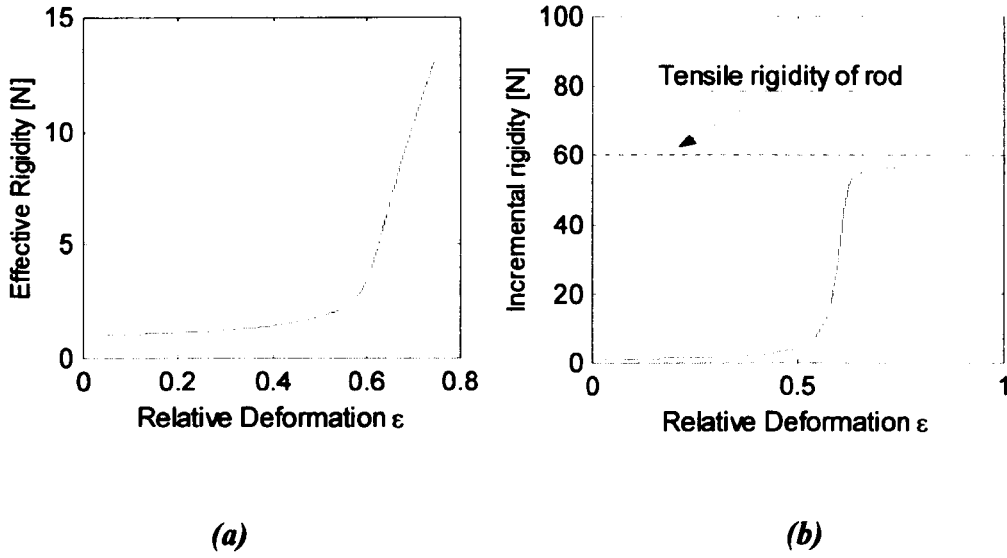 15
10
5
0
Effective Rigidity [N]
0 0.2 0.4 0.6 0.8
Relative Deformation ε
(a)
100
80
60
40
20
0
Incremental rigidity [N]
Tensile rigidity of rod
0 0.5 1
Relative Deformation ε
(b)